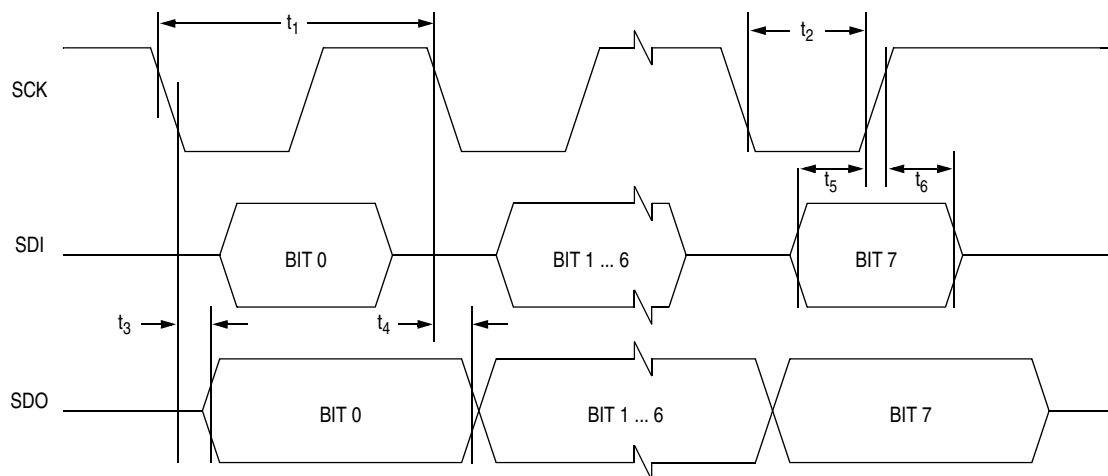 t1
t2
SCK
t5
t6
SDI
BIT 0
BIT 1 ... 6
BIT 7
t3
t4
SDO
BIT 0
BIT 1 ... 6
BIT 7